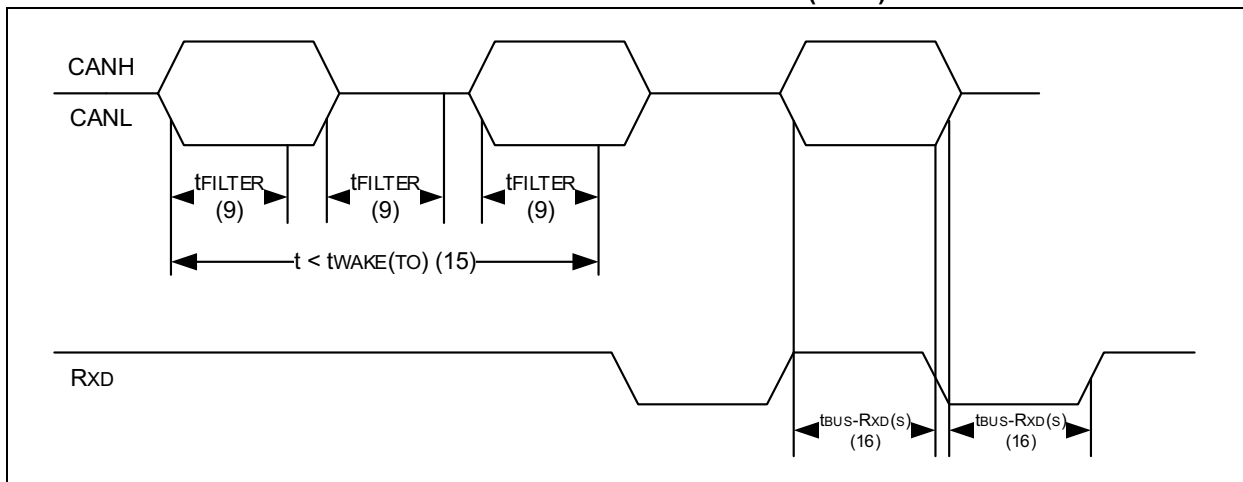 CANH
CANL
tFILTER tFILTER tFILTER
(9) (9) (9)
t < tWAKE(TO) (15)
RXD
tBUS-RXD(S) tBUS-RXD(S)
(16) (16)